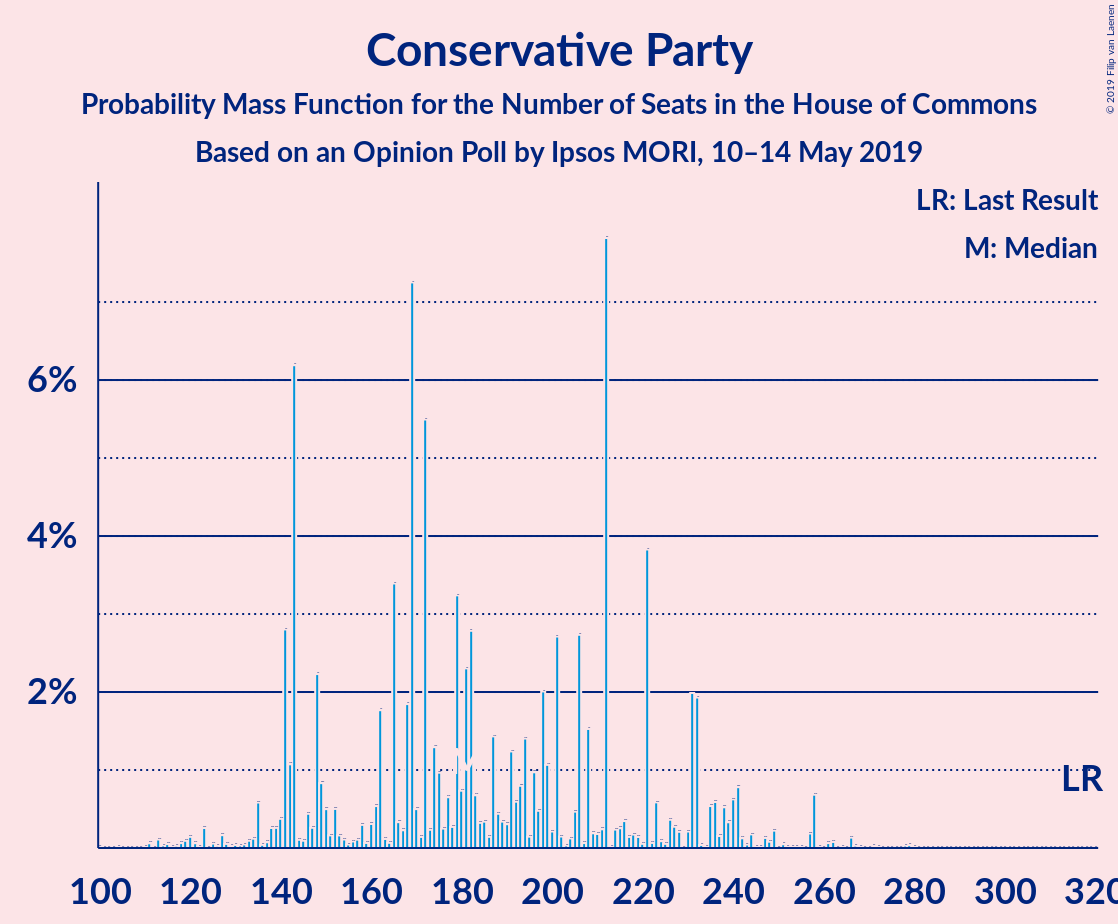 Conservative Party
Probability Mass Function for the Number of Seats in the House of Commons
Based on an Opinion Poll by Ipsos MORI, 10–14 May 2019
© 2019 Filip van Laenen
LR: Last Result
M: Median
6%
4%
2%
LR
100 120 140 160 180 200 220 240 260 280 300 320